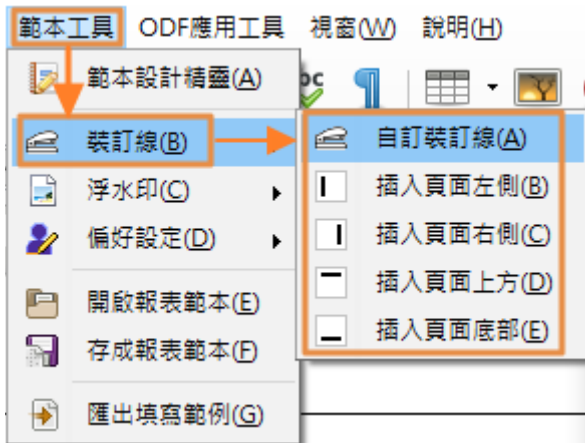 範本工具 ODF應用工具 視窗(W) 說明(H)
範本設計精靈(A)
裝訂線(B)
浮水印(C)
偏好設定(D)
開啟報表範本(E)
存成報表範本(F)
匯出填寫範例(G)
自訂裝訂線(A)
插入頁面左側(B)
插入頁面右側(C)
插入頁面上方(D)
插入頁面底部(E)